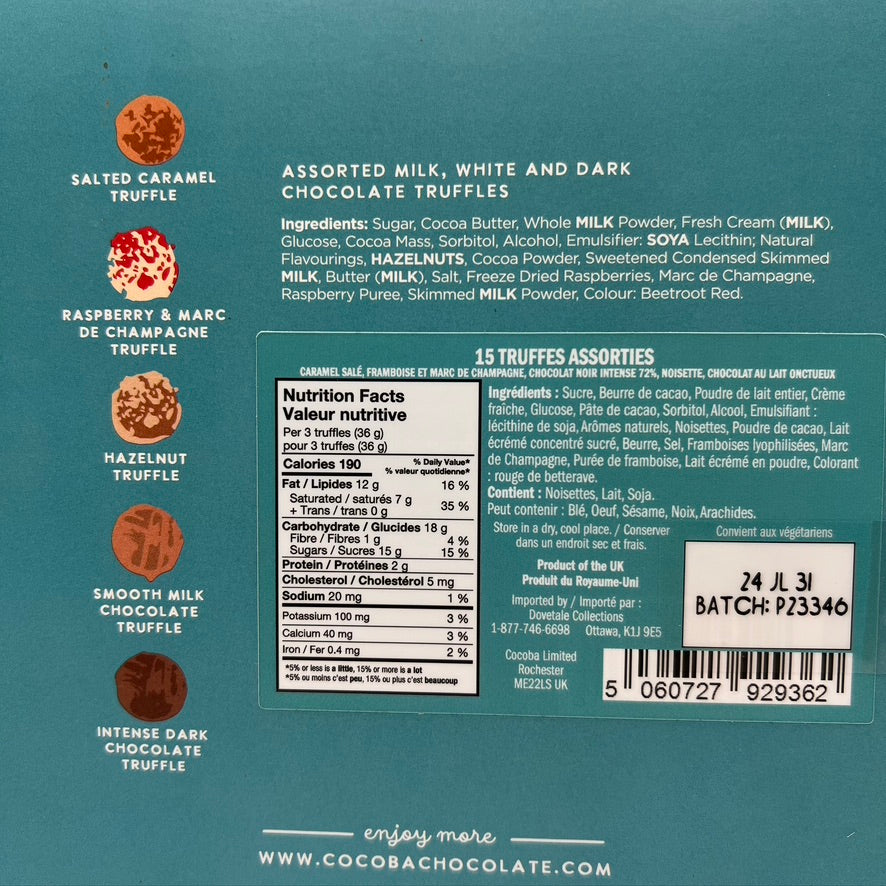 SALTED CARAMEL
TRUFFLE
RASPBERRY & MARC
DE CHAMPAGNE
TRUFFLE
HAZELNUT
TRUFFLE
SMOOTH MILK
CHOCOLATE
TRUFFLE
INTENSE DARK
CHOCOLATE
TRUFFLE
ASSORTED MILK, WHITE AND DARK
CHOCOLATE TRUFFLES
Ingredients: Sugar, Cocoa Butter, Whole MILK Powder, Fresh Cream (MILK),
Glucose, Cocoa Mass, Sorbitol, Alcohol, Emulsifier: SOYA Lecithin; Natural
Flavourings, HAZELNUTS, Cocoa Powder, Sweetened Condensed Skimmed
MILK, Butter (MILK), Salt, Freeze Dried Raspberries, Marc de Champagne,
Raspberry Puree, Skimmed MILK Powder, Colour: Beetroot Red.
15 TRUFFES ASSORTIES
CARAMEL SALÉ, FRAMBOISE ET MARC DE CHAMPAGNE, CHOCOLAT NOIR INTENSE 72%, NOISETTE, CHOCOLAT AU LAIT ONCTUEUX
Nutrition Facts
Valeur nutritive
Per 3 truffles (36 g)
pour 3 truffles (36 g)
Calories 190 % Daily Value*
% valeur quotidienne*
Fat / Lipides 12 g 16 %
Saturated / saturés 7 g
+ Trans / trans 0 g 35 %
Carbohydrate / Glucides 18 g
Fibre / Fibres 1 g 4 %
Sugars / Sucres 15 g 15 %
Protein / Protéines 2 g
Cholesterol / Cholestérol 5 mg
Sodium 20 mg 1 %
Potassium 100 mg 3 %
Calcium 40 mg 3 %
Iron / Fer 0.4 mg 2 %
*5% or less is a little, 15% or more is a lot
*5% ou moins c'est peu, 15% ou plus c'est beaucoup
Ingrédients : Sucre, Beurre de cacao, Poudre de lait entier, Crème
fraîche, Glucose, Pâte de cacao, Sorbitol, Alcool, Emulsifiant :
lécithine de soja, Arômes naturels, Noisettes, Poudre de cacao, Lait
écrémé concentré sucré, Beurre, Sel, Framboises lyophilisées, Marc
de Champagne, Purée de framboise, Lait écrémé en poudre, Colorant
: rouge de betterave.
Contient : Noisettes, Lait, Soja.
Peut contenir : Blé, Oeuf, Sésame, Noix, Arachides.
Store in a dry, cool place. / Conserver
dans un endroit sec et frais.
Convient aux végétariens
Product of the UK
Produit du Royaume-Uni
Imported by / Importé par :
Dovetale Collections
1-877-746-6698 Ottawa, K1J 9E5
Cocoba Limited
Rochester
ME22LS UK
24 JL 31
BATCH: P23346
5 060727 929362
enjoy more
WWW.COCOBACHOCOLATE.COM